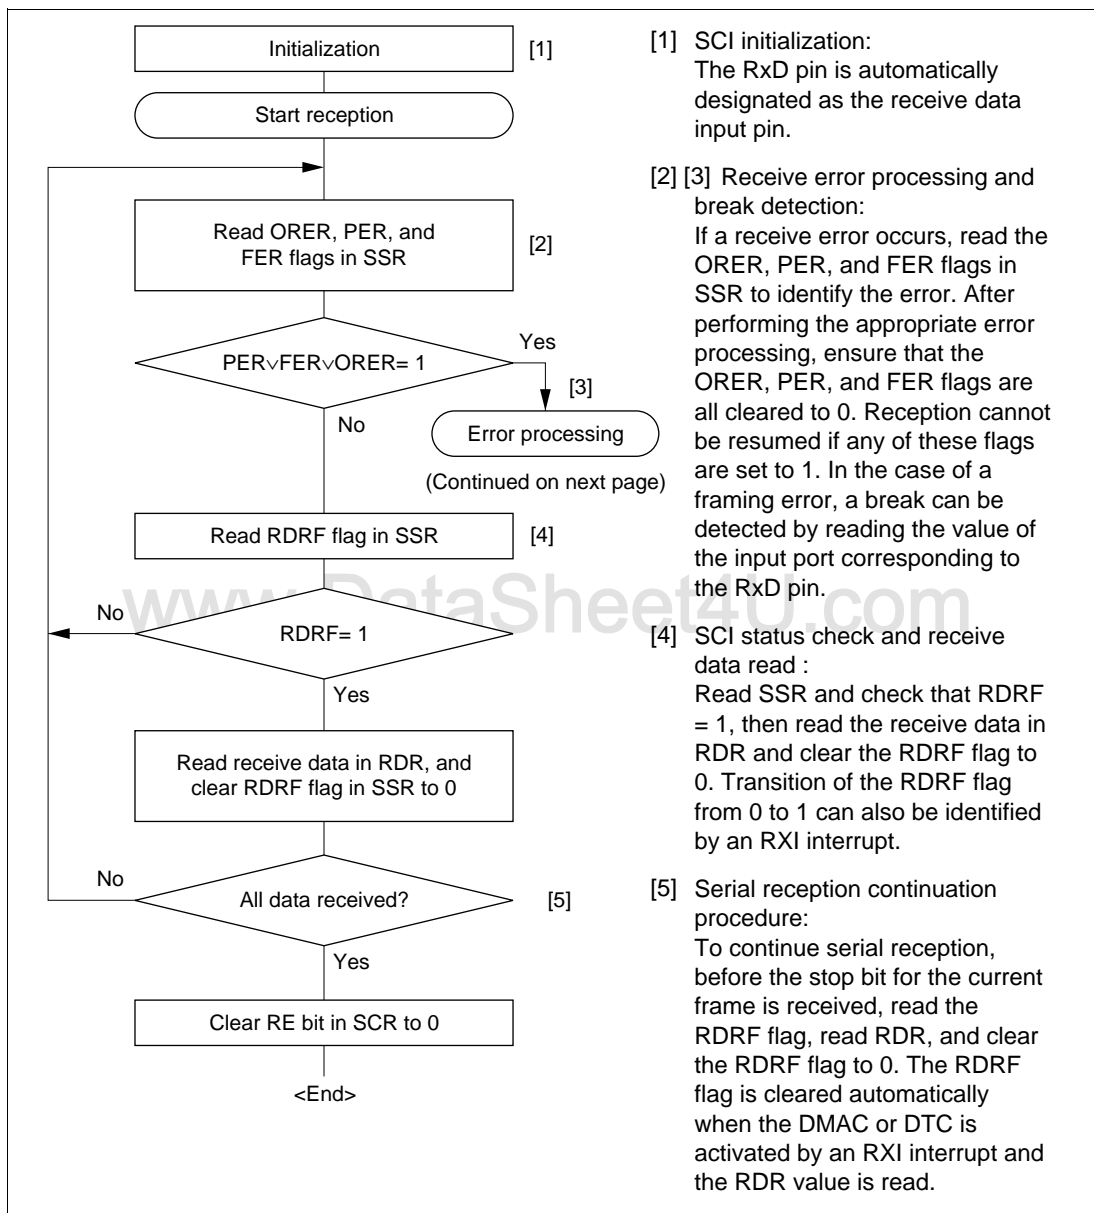 Initialization [1]
Start reception
Read ORER, PER, and
FER flags in SSR
[2]
PER∨FER∨ORER= 1
Yes
[3]
No
Error processing
(Continued on next page)
Read RDRF flag in SSR [4]
No
RDRF= 1
Yes
Read receive data in RDR, and
clear RDRF flag in SSR to 0
No
All data received? [5]
Yes
Clear RE bit in SCR to 0
<End>
[1] SCI initialization:
The RxD pin is automatically
designated as the receive data
input pin.
[2] [3] Receive error processing and
break detection:
If a receive error occurs, read the
ORER, PER, and FER flags in
SSR to identify the error. After
performing the appropriate error
processing, ensure that the
ORER, PER, and FER flags are
all cleared to 0. Reception cannot
be resumed if any of these flags
are set to 1. In the case of a
framing error, a break can be
detected by reading the value of
the input port corresponding to
the RxD pin.
[4] SCI status check and receive
data read :
Read SSR and check that RDRF
= 1, then read the receive data in
RDR and clear the RDRF flag to
0. Transition of the RDRF flag
from 0 to 1 can also be identified
by an RXI interrupt.
[5] Serial reception continuation
procedure:
To continue serial reception,
before the stop bit for the current
frame is received, read the
RDRF flag, read RDR, and clear
the RDRF flag to 0. The RDRF
flag is cleared automatically
when the DMAC or DTC is
activated by an RXI interrupt and
the RDR value is read.
www.DataSheet4U.com